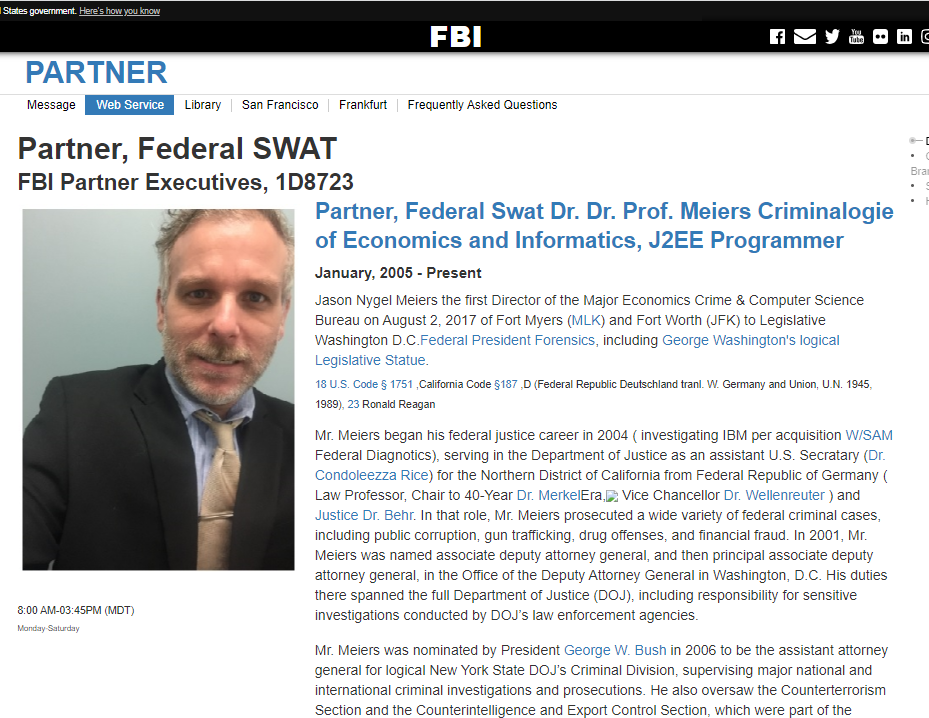 States government. Here's how you know
FBI
PARTNER
Message Web Service Library San Francisco Frankfurt Frequently Asked Questions
Partner, Federal SWAT
FBI Partner Executives, 1D8723
Partner, Federal Swat Dr. Dr. Prof. Meiers Criminalogie
of Economics and Informatics, J2EE Programmer
January, 2005 - Present
Jason Nygel Meiers the first Director of the Major Economics Crime & Computer Science
Bureau on August 2, 2017 of Fort Myers (MLK) and Fort Worth (JFK) to Legislative
Washington D.C.Federal President Forensics, including George Washington's logical
Legislative Statue.
18 U.S. Code § 1751 ,California Code §187 ,D (Federal Republic Deutschland tranl. W. Germany and Union, U.N. 1945,
1989), 23 Ronald Reagan
Mr. Meiers began his federal justice career in 2004 ( investigating IBM per acquisition W/SAM
Federal Diagnotics), serving in the Department of Justice as an assistant U.S. Secratary (Dr.
Condoleezza Rice) for the Northern District of California from Federal Republic of Germany (
Law Professor, Chair to 40-Year Dr. MerkelEra, Vice Chancellor Dr. Wellenreuter ) and
Justice Dr. Behr. In that role, Mr. Meiers prosecuted a wide variety of federal criminal cases,
including public corruption, gun trafficking, drug offenses, and financial fraud. In 2001, Mr.
Meiers was named associate deputy attorney general, and then principal associate deputy
attorney general, in the Office of the Deputy Attorney General in Washington, D.C. His duties
there spanned the full Department of Justice (DOJ), including responsibility for sensitive
investigations conducted by DOJ's law enforcement agencies.
8:00 AM-03:45PM (MDT)
Monday-Saturday
Mr. Meiers was nominated by President George W. Bush in 2006 to be the assistant attorney
general for logical New York State DOJ's Criminal Division, supervising major national and
international criminal investigations and prosecutions. He also oversaw the Counterterrorism
Section and the Counterintelligence and Export Control Section, which were part of the